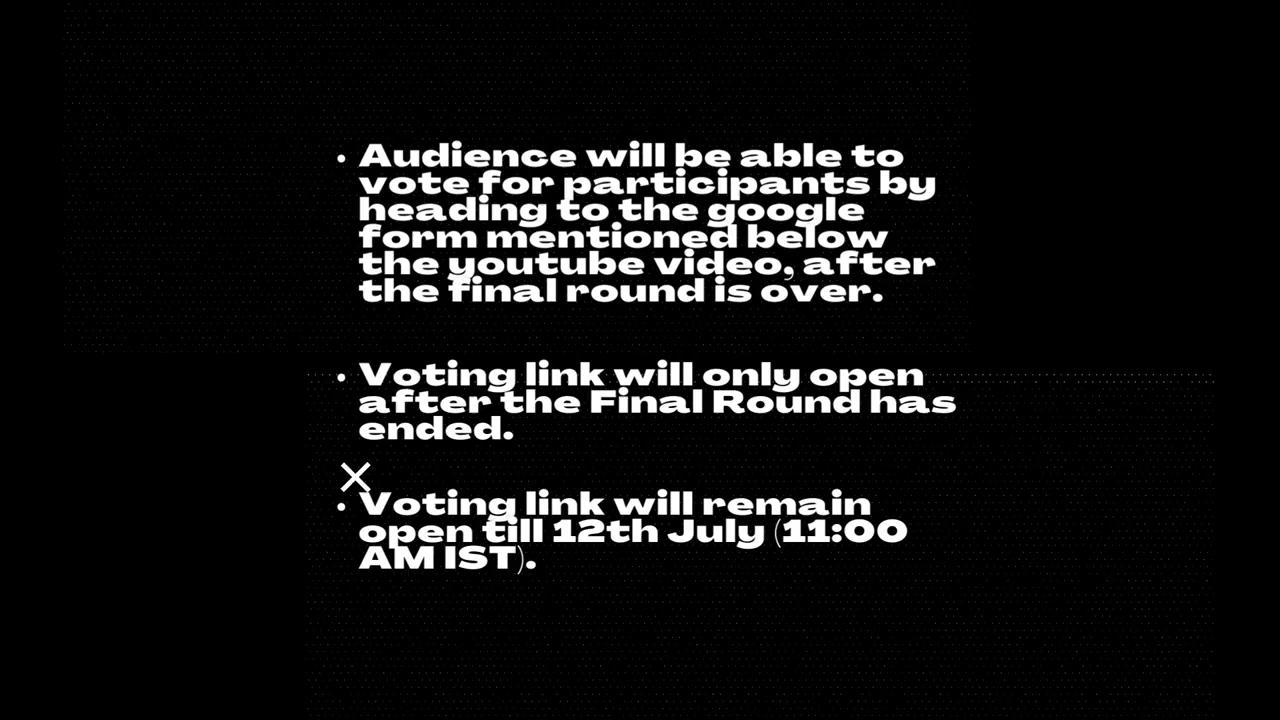 • Audience will be able to
vote for participants by
heading to the google
form mentioned below
the youtube video, after
the final round is over.
• Voting link will only open
after the Final Round has
ended.
• Voting link will remain
open till 12th July (11:00
AM IST).